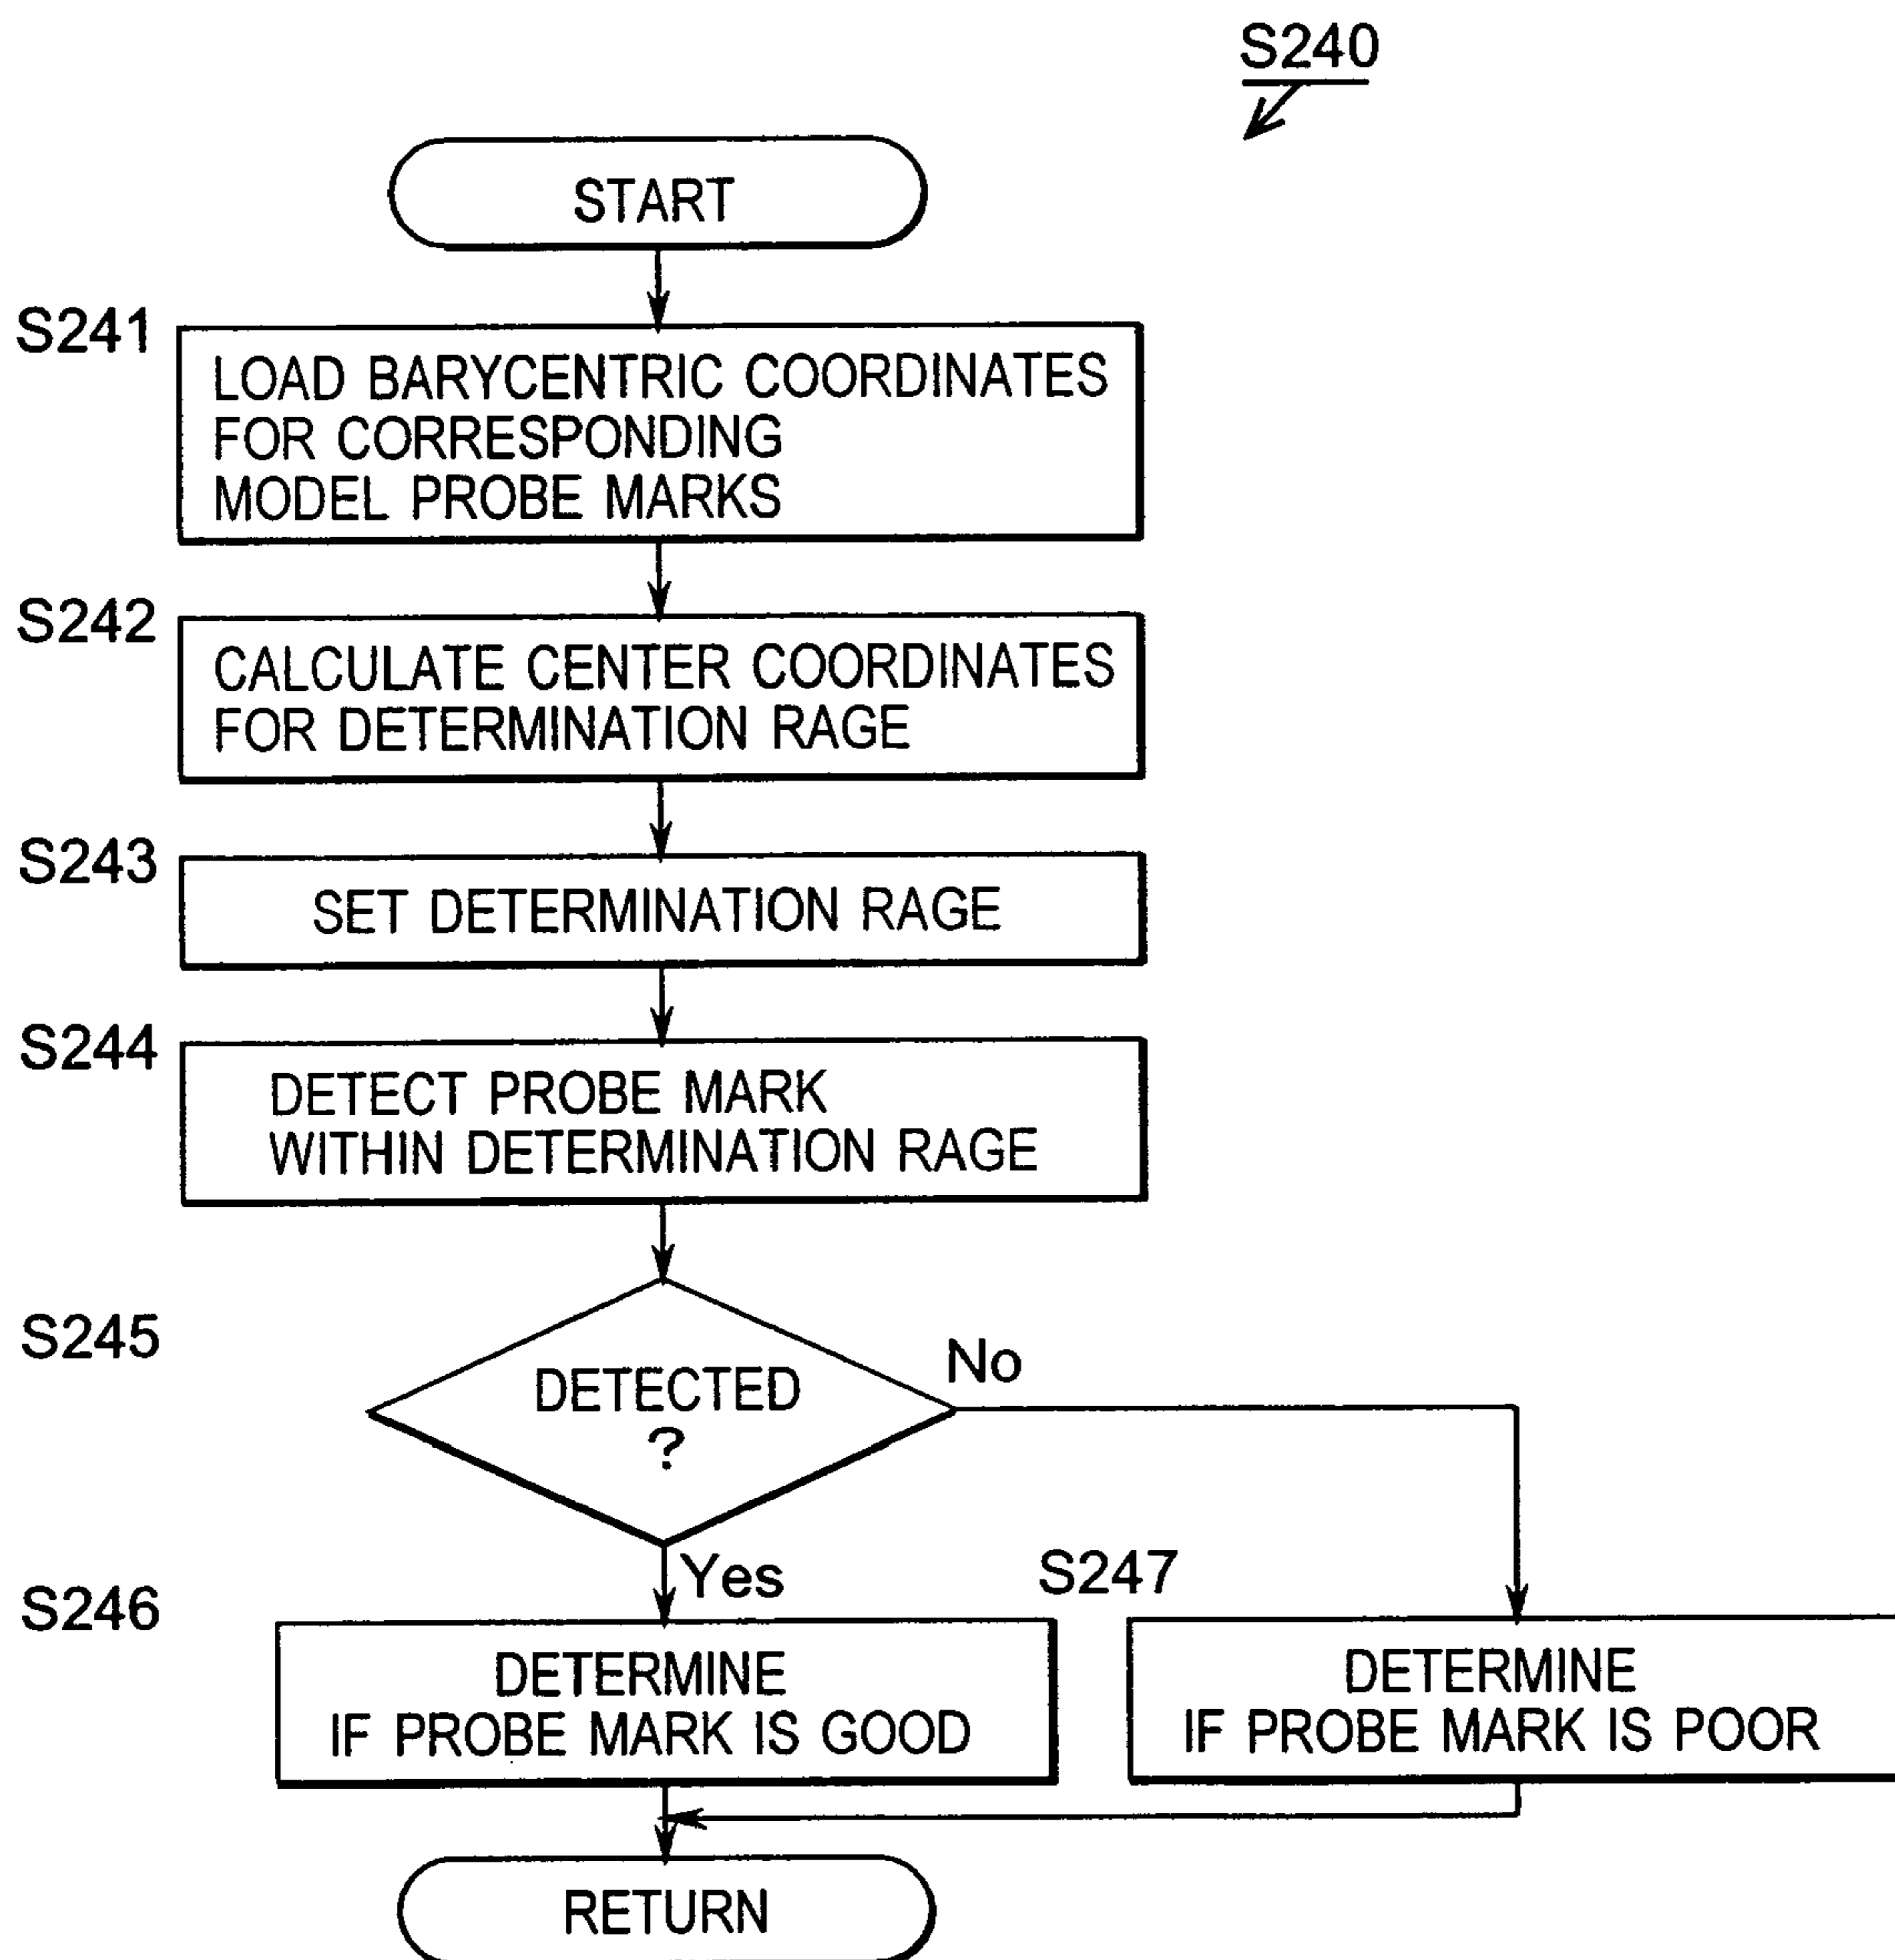 S240
START
S241
LOAD BARYCENTRIC COORDINATES
FOR CORRESPONDING
MODEL PROBE MARKS
S242
CALCULATE CENTER COORDINATES
FOR DETERMINATION RAGE
S243
SET DETERMINATION RAGE
S244
DETECT PROBE MARK
WITHIN DETERMINATION RAGE
S245
DETECTED
?
No
Yes
S246
DETERMINE
IF PROBE MARK IS GOOD
S247
DETERMINE
IF PROBE MARK IS POOR
RETURN